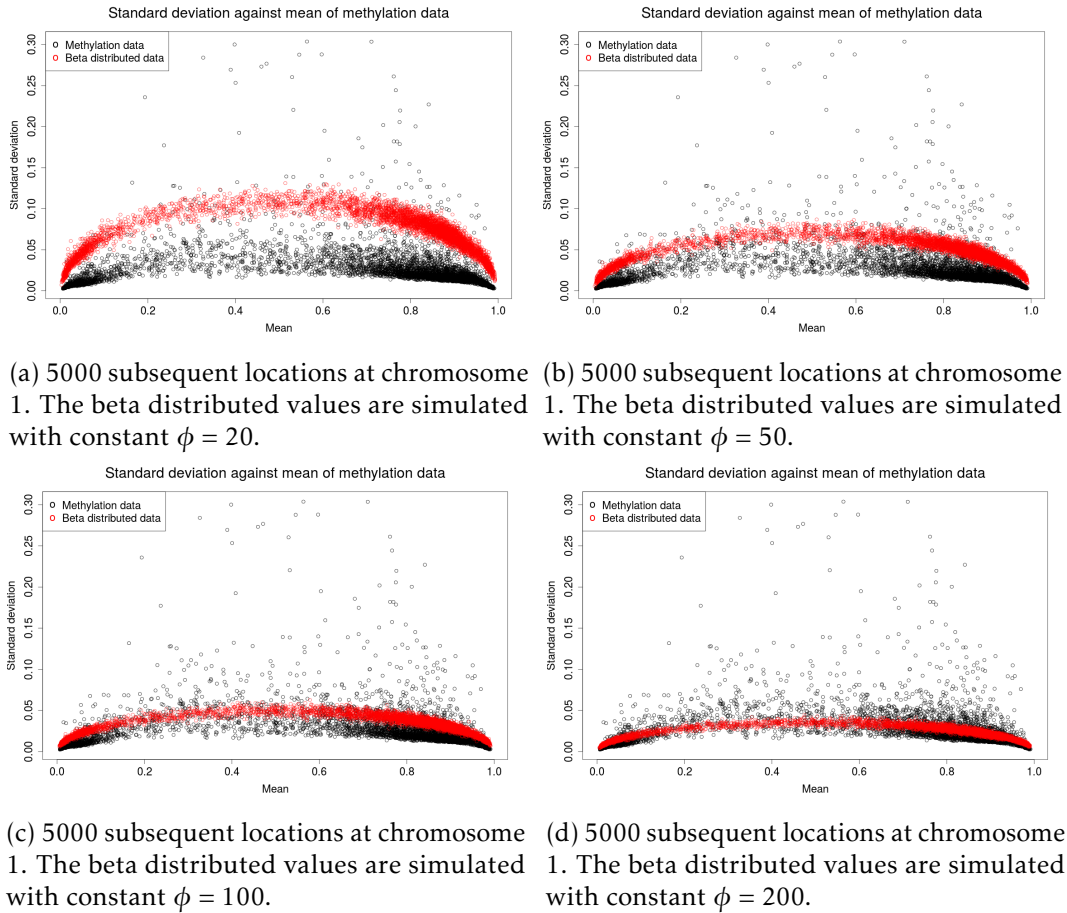 Standard deviation against mean of methylation data
Methylation data
Beta distributed data
Standard deviation
0.00 0.05 0.10 0.15 0.20 0.25 0.30
0.0 0.2 0.4 0.6 0.8 1.0
Mean
Standard deviation against mean of methylation data
Methylation data
Beta distributed data
Standard deviation
0.00 0.05 0.10 0.15 0.20 0.25 0.30
0.0 0.2 0.4 0.6 0.8 1.0
Mean
(a) 5000 subsequent locations at chromosome
1. The beta distributed values are simulated
with constant ϕ = 20.
(b) 5000 subsequent locations at chromosome
1. The beta distributed values are simulated
with constant ϕ = 50.
Standard deviation against mean of methylation data
Methylation data
Beta distributed data
Standard deviation
0.00 0.05 0.10 0.15 0.20 0.25 0.30
0.0 0.2 0.4 0.6 0.8 1.0
Mean
Standard deviation against mean of methylation data
Methylation data
Beta distributed data
Standard deviation
0.00 0.05 0.10 0.15 0.20 0.25 0.30
0.0 0.2 0.4 0.6 0.8 1.0
Mean
(c) 5000 subsequent locations at chromosome
1. The beta distributed values are simulated
with constant ϕ = 100.
(d) 5000 subsequent locations at chromosome
1. The beta distributed values are simulated
with constant ϕ = 200.